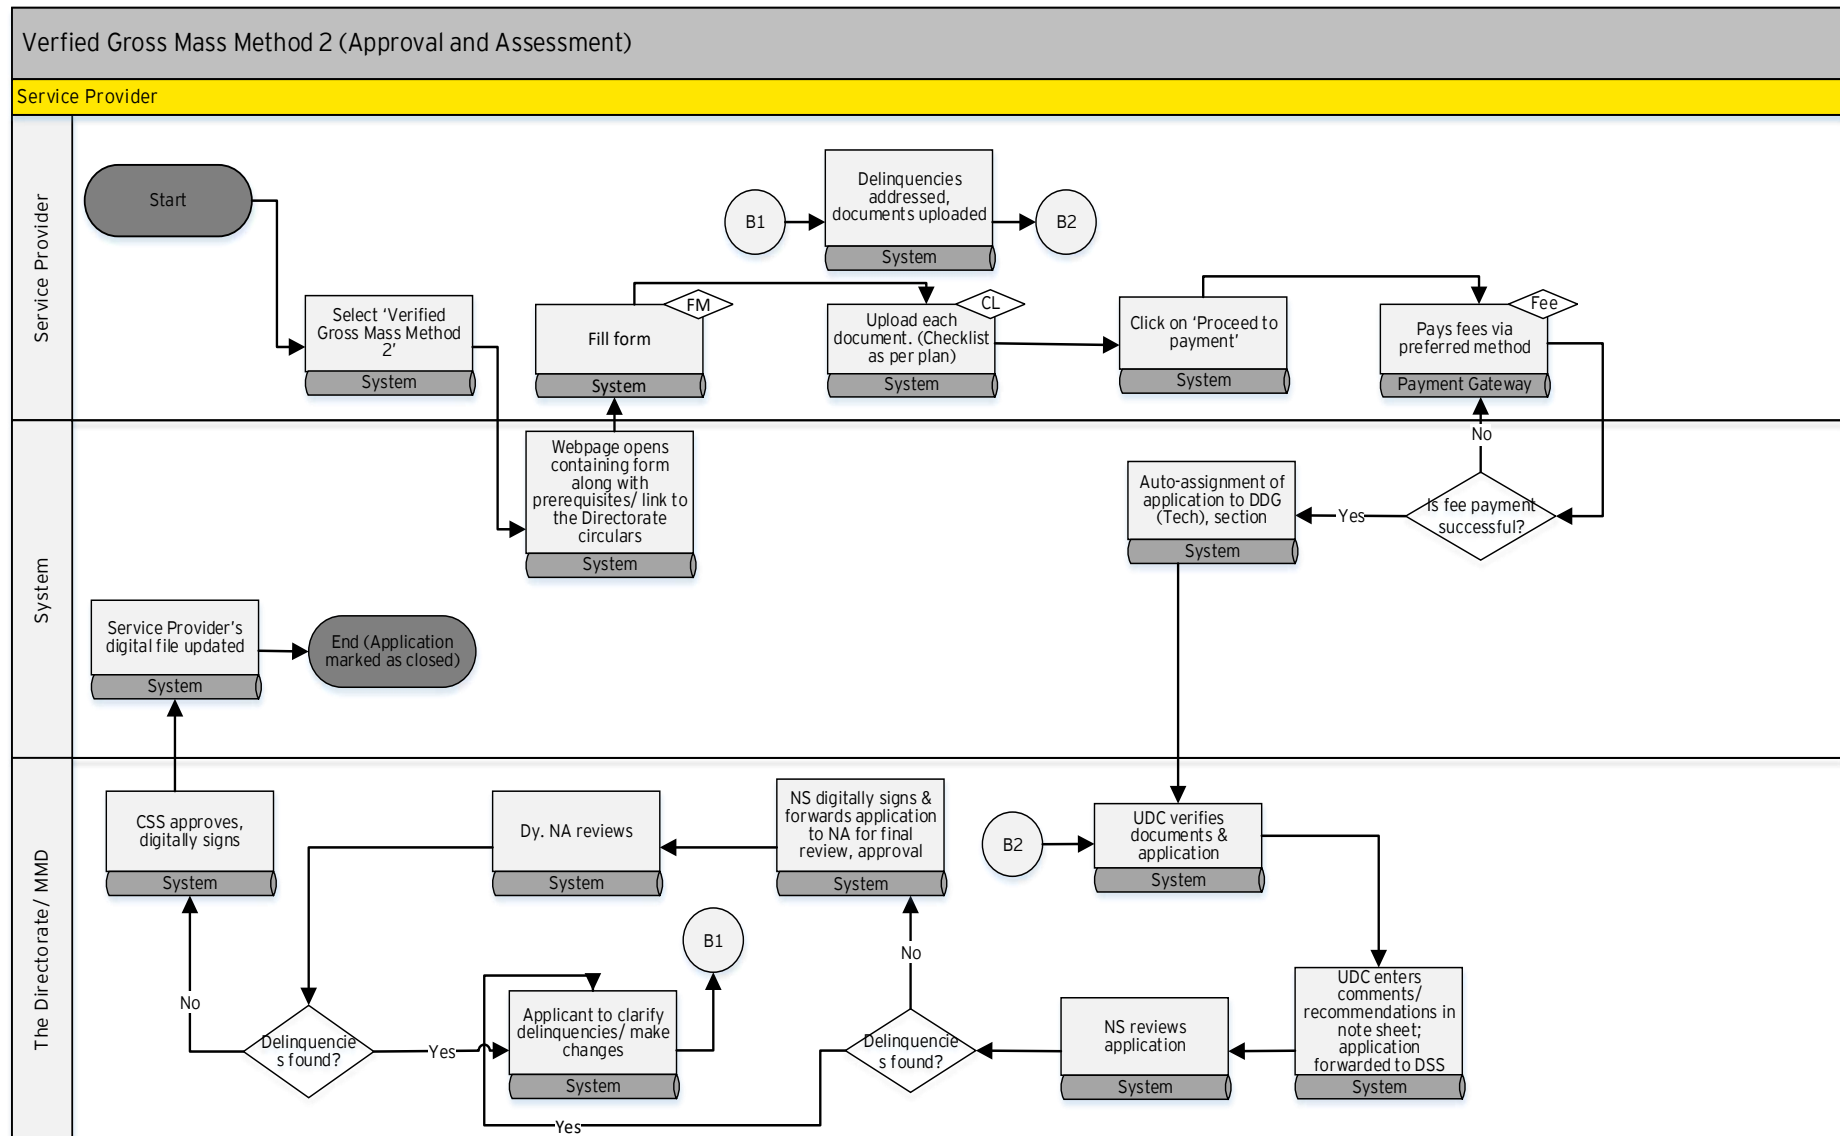 Verfied Gross Mass Method 2 (Approval and Assessment)
Service Provider
Service Provider
Start
Select ‘Verified
Gross Mass Method
2’
System
Fill form
FM
System
B1
Delinquencies
addressed,
documents uploaded
System
B2
Upload each
document. (Checklist
as per plan)
CL
System
Click on ‘Proceed to
payment’
System
Pays fees via
preferred method
Fee
Payment Gateway
System
Webpage opens
containing form
along with
prerequisites/ link to
the Directorate
circulars
System
Auto-assignment of
application to DDG
(Tech), section
System
Yes
Is fee payment
successful?
No
Service Provider’s
digital file updated
System
End (Application
marked as closed)
The Directorate/ MMD
CSS approves,
digitally signs
System
Dy. NA reviews
System
NS digitally signs &
forwards application
to NA for final
review, approval
System
B2
UDC verifies
documents &
application
System
B1
No
No
Delinquencie
s found?
Yes
Applicant to clarify
delinquencies/ make
changes
System
Yes
Delinquencie
s found?
NS reviews
application
System
UDC enters
comments/
recommendations in
note sheet;
application
forwarded to DSS
System